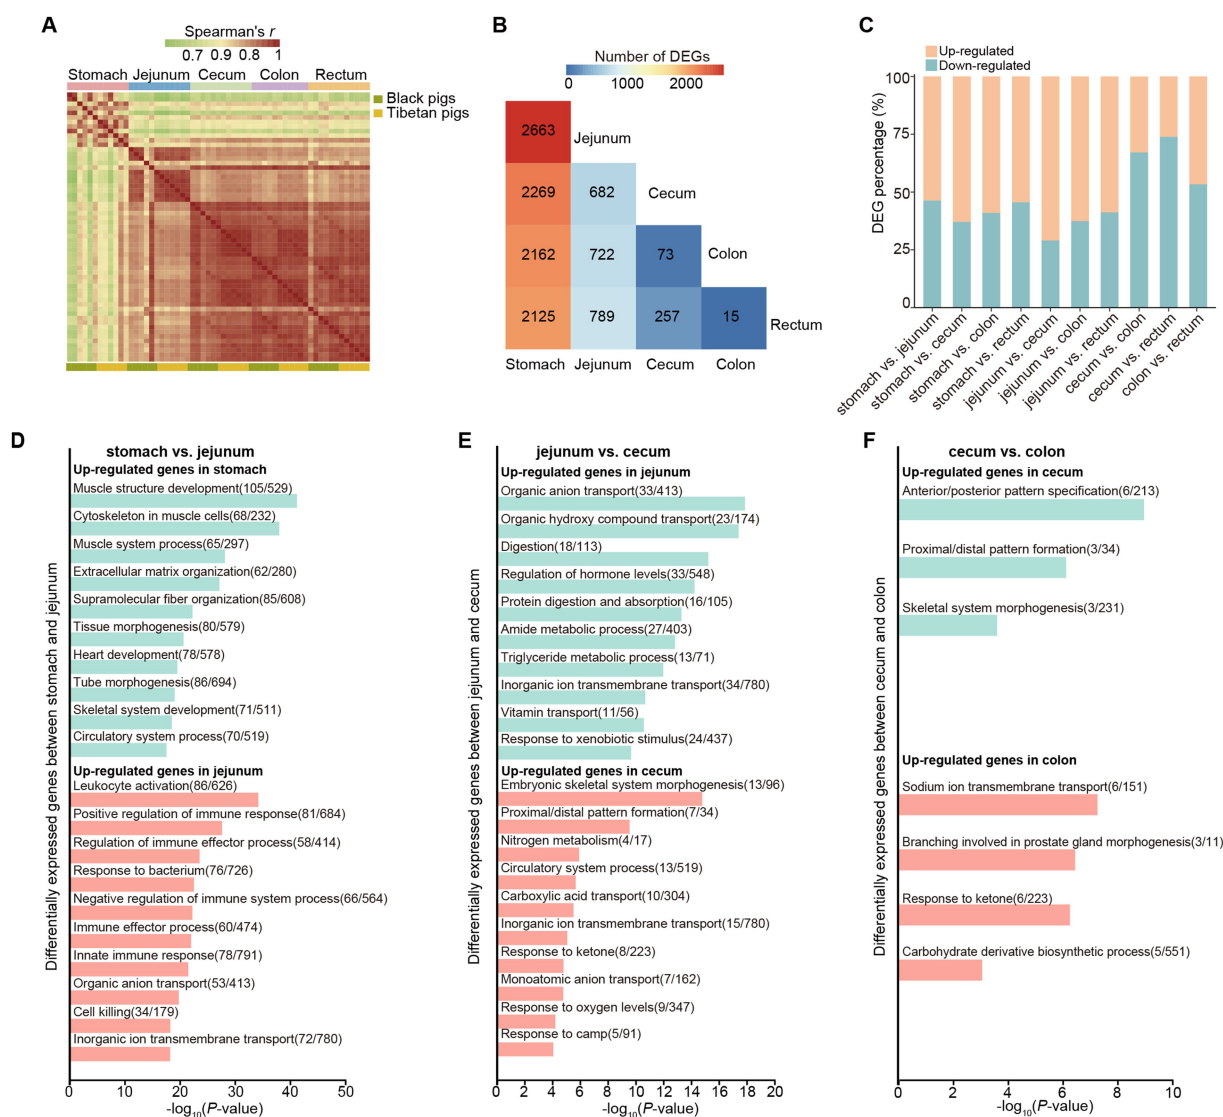 A
Spearman's r
0.7 0.9 0.8 1
Stomach Jejunum Cecum Colon Rectum
Black pigs
Tibetan pigs
B
Number of DEGs
0 1000 2000
2663 Jejunum
2269 682 Cecum
2162 722 73 Colon
2125 789 257 15 Rectum
Stomach Jejunum Cecum Colon
C
Up-regulated
Down-regulated
DEG percentage (%)
100
75
50
25
0
stomach vs. jejunum
stomach vs. cecum
stomach vs. colon
stomach vs. rectum
jejunum vs. cecum
jejunum vs. colon
jejunum vs. rectum
cecum vs. colon
cecum vs. rectum
colon vs. rectum
D
stomach vs. jejunum
Differentially expressed genes between stomach and jejunum
Up-regulated genes in stomach
Muscle structure development(105/529)
Cytoskeleton in muscle cells(68/232)
Muscle system process(65/297)
Extracellular matrix organization(62/280)
Supramolecular fiber organization(85/608)
Tissue morphogenesis(80/579)
Heart development(78/578)
Tube morphogenesis(86/694)
Skeletal system development(71/511)
Circulatory system process(70/519)
Up-regulated genes in jejunum
Leukocyte activation(86/626)
Positive regulation of immune response(81/684)
Regulation of immune effector process(58/414)
Response to bacterium(76/726)
Negative regulation of immune system process(66/564)
Immune effector process(60/474)
Innate immune response(78/791)
Organic anion transport(53/413)
Cell killing(34/179)
Inorganic ion transmembrane transport(72/780)
0 10 20 30 40 50
-log10(P-value)
E
jejunum vs. cecum
Differentially expressed genes between jejunum and cecum
Up-regulated genes in jejunum
Organic anion transport(33/413)
Organic hydroxy compound transport(23/174)
Digestion(18/113)
Regulation of hormone levels(33/548)
Protein digestion and absorption(16/105)
Amide metabolic process(27/403)
Triglyceride metabolic process(13/71)
Inorganic ion transmembrane transport(34/780)
Vitamin transport(11/56)
Response to xenobiotic stimulus(24/437)
Up-regulated genes in cecum
Embryonic skeletal system morphogenesis(13/96)
Proximal/distal pattern formation(7/34)
Nitrogen metabolism(4/17)
Circulatory system process(13/519)
Carboxylic acid transport(10/304)
Inorganic ion transmembrane transport(15/780)
Response to ketone(8/223)
Monoatomic anion transport(7/162)
Response to oxygen levels(9/347)
Response to camp(5/91)
0 2 4 6 8 10 12 14 16 18 20
-log10(P-value)
F
cecum vs. colon
Differentially expressed genes between cecum and colon
Up-regulated genes in cecum
Anterior/posterior pattern specification(6/213)
Proximal/distal pattern formation(3/34)
Skeletal system morphogenesis(3/231)
Up-regulated genes in colon
Sodium ion transmembrane transport(6/151)
Branching involved in prostate gland morphogenesis(3/11)
Response to ketone(6/223)
Carbohydrate derivative biosynthetic process(5/551)
0 2 4 6 8 10
-log10(P-value)